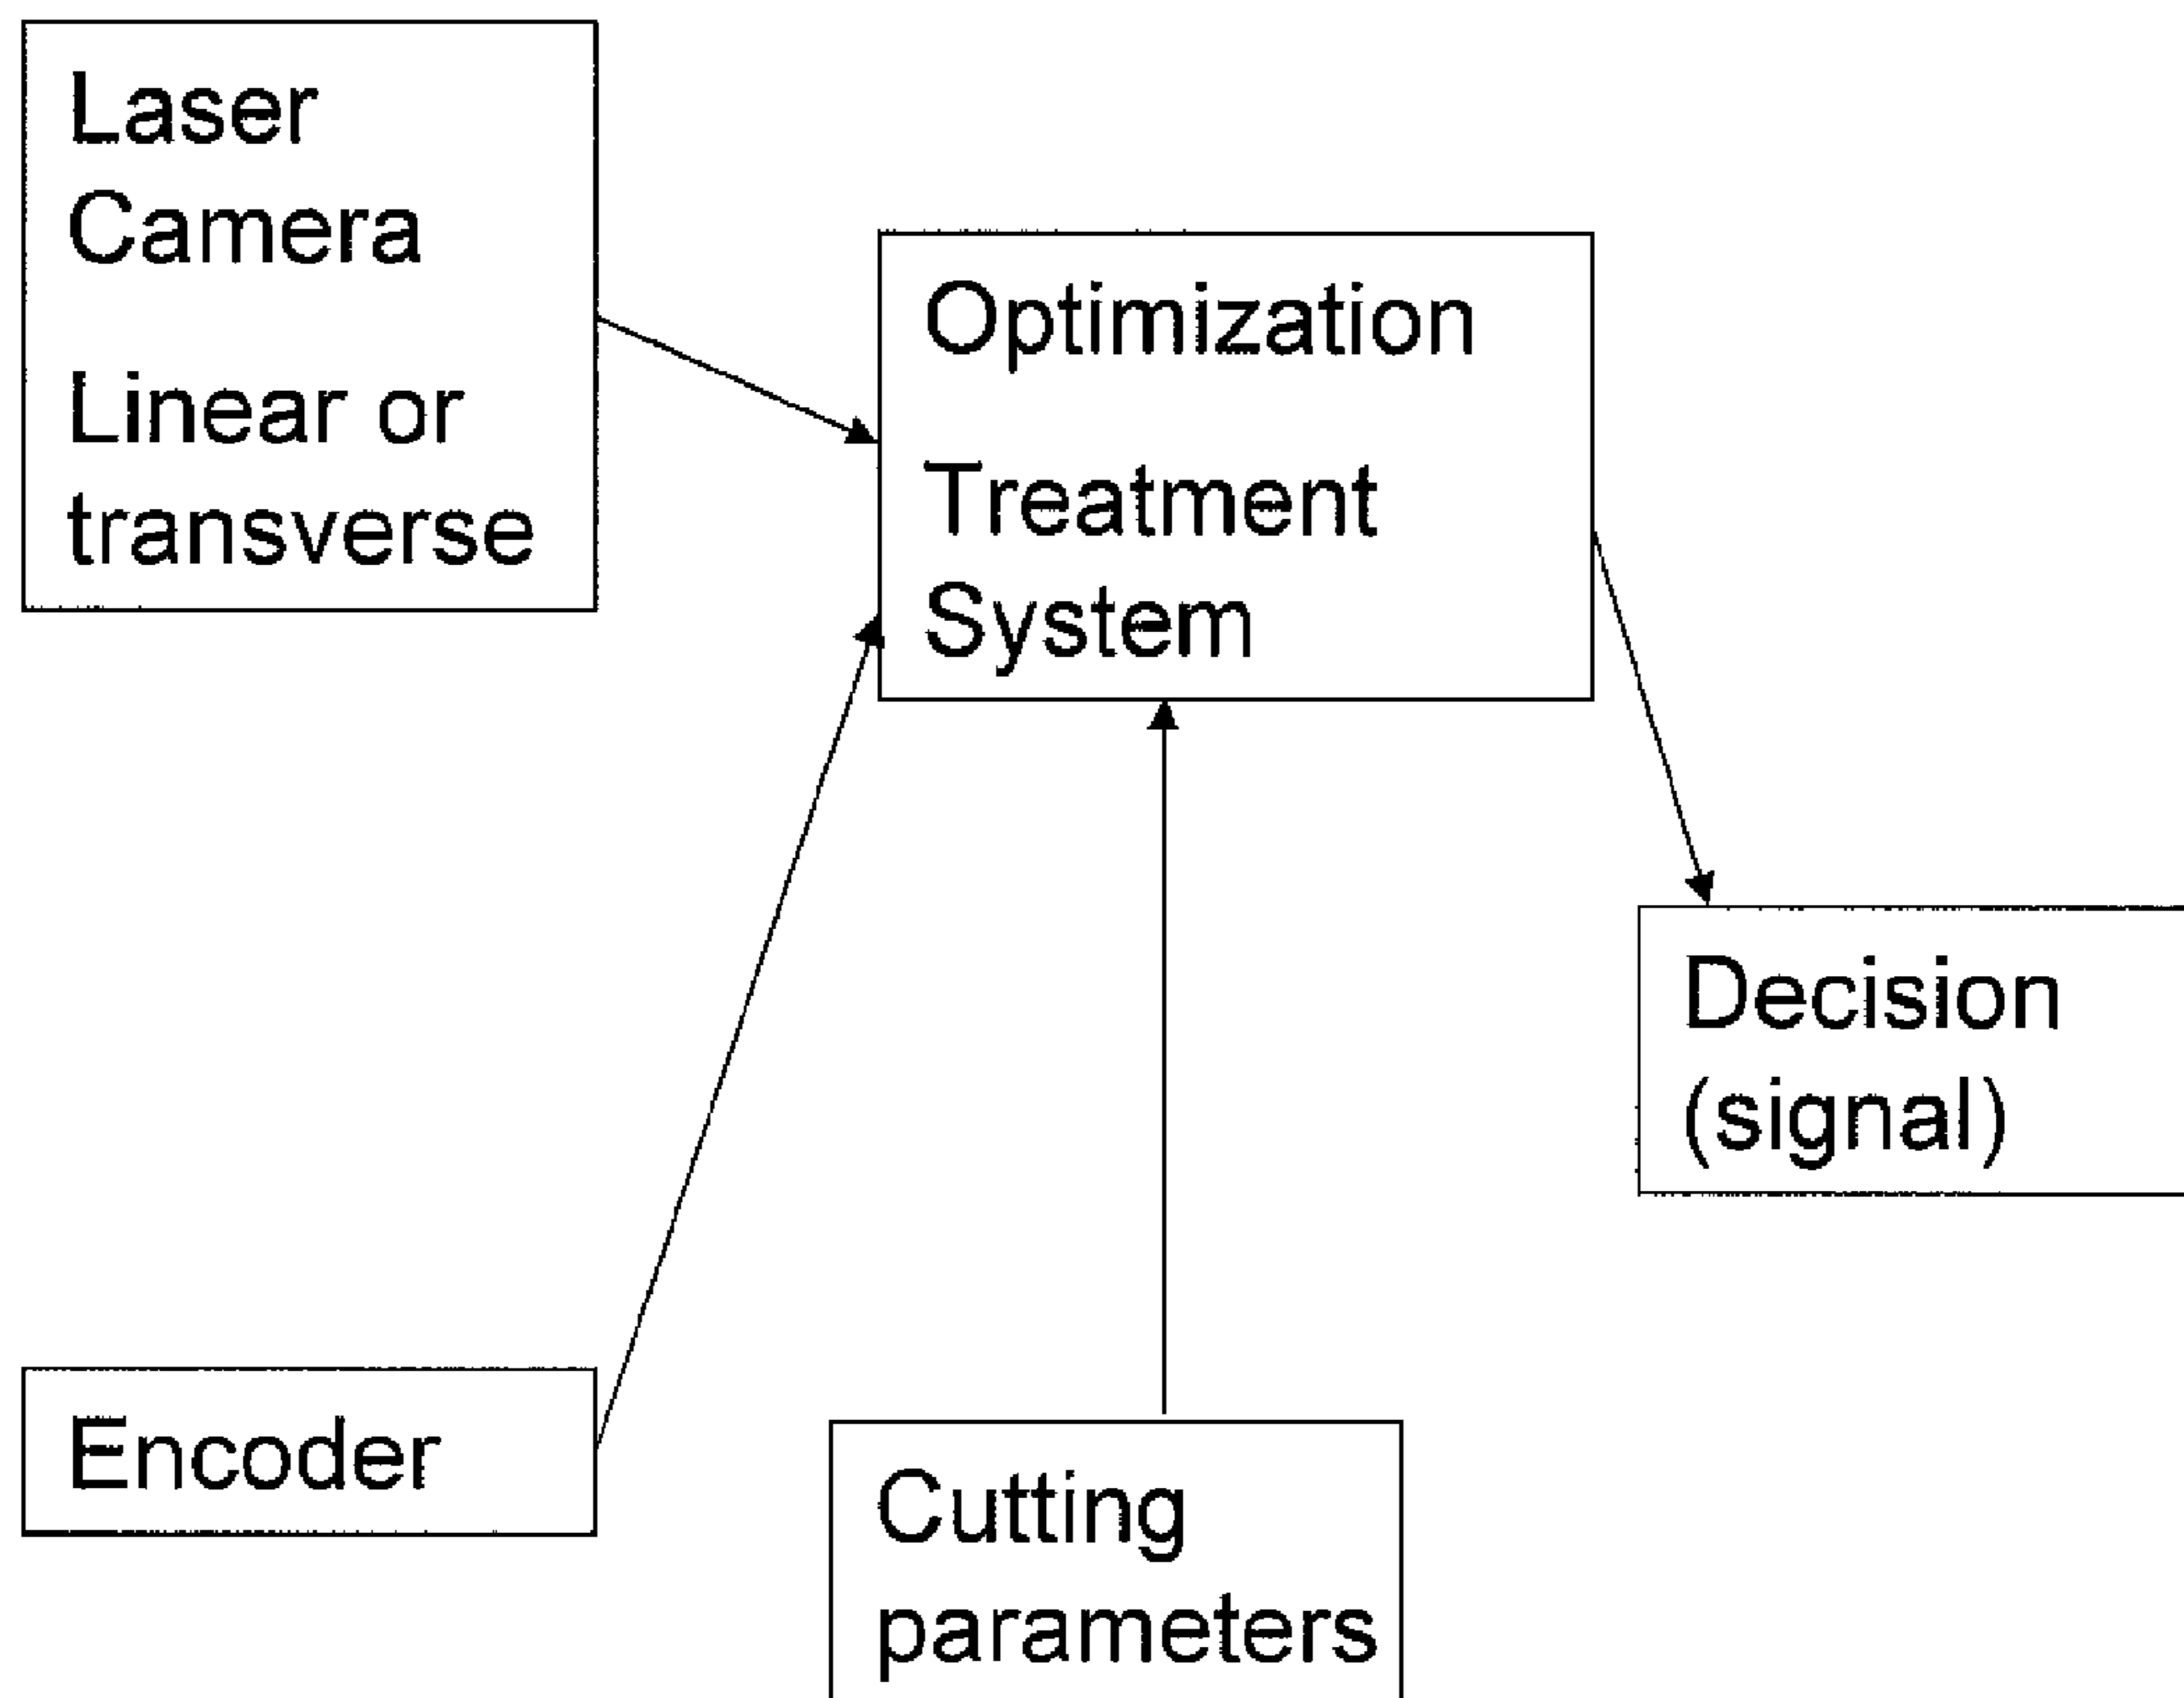 Laser
Camera
Linear or
transverse
Optimization
Treatment
System
Decision
(signal)
Encoder
Cutting
parameters